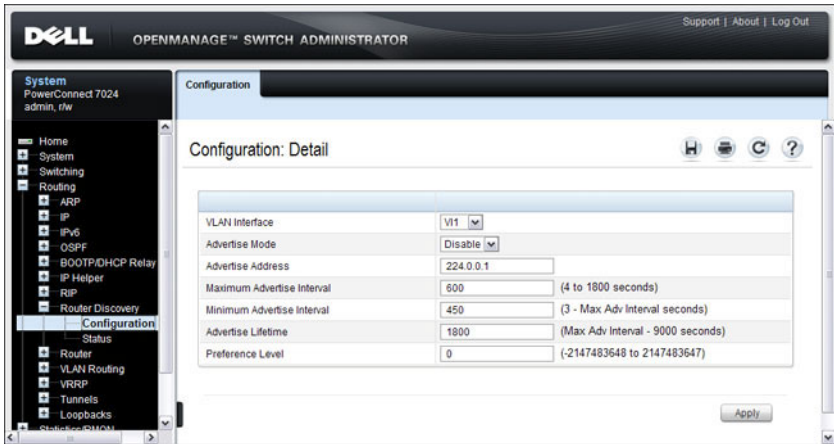 Support | About | Log Out
DELL
OPENMANAGE™ SWITCH ADMINISTRATOR
System
PowerConnect 7024
admin, r/w
Configuration
Home
System
Switching
Routing
ARP
IP
IPv6
OSPF
BOOTP/DHCP Relay
IP Helper
RIP
Router Discovery
Configuration
Status
Router
VLAN Routing
VRRP
Tunnels
Loopbacks
Statistics/RMON
Configuration: Detail
VLAN Interface Vl1
Advertise Mode Disable
Advertise Address 224.0.0.1
Maximum Advertise Interval 600 (4 to 1800 seconds)
Minimum Advertise Interval 450 (3 - Max Adv Interval seconds)
Advertise Lifetime 1800 (Max Adv Interval - 9000 seconds)
Preference Level 0 (-2147483648 to 2147483647)
Apply